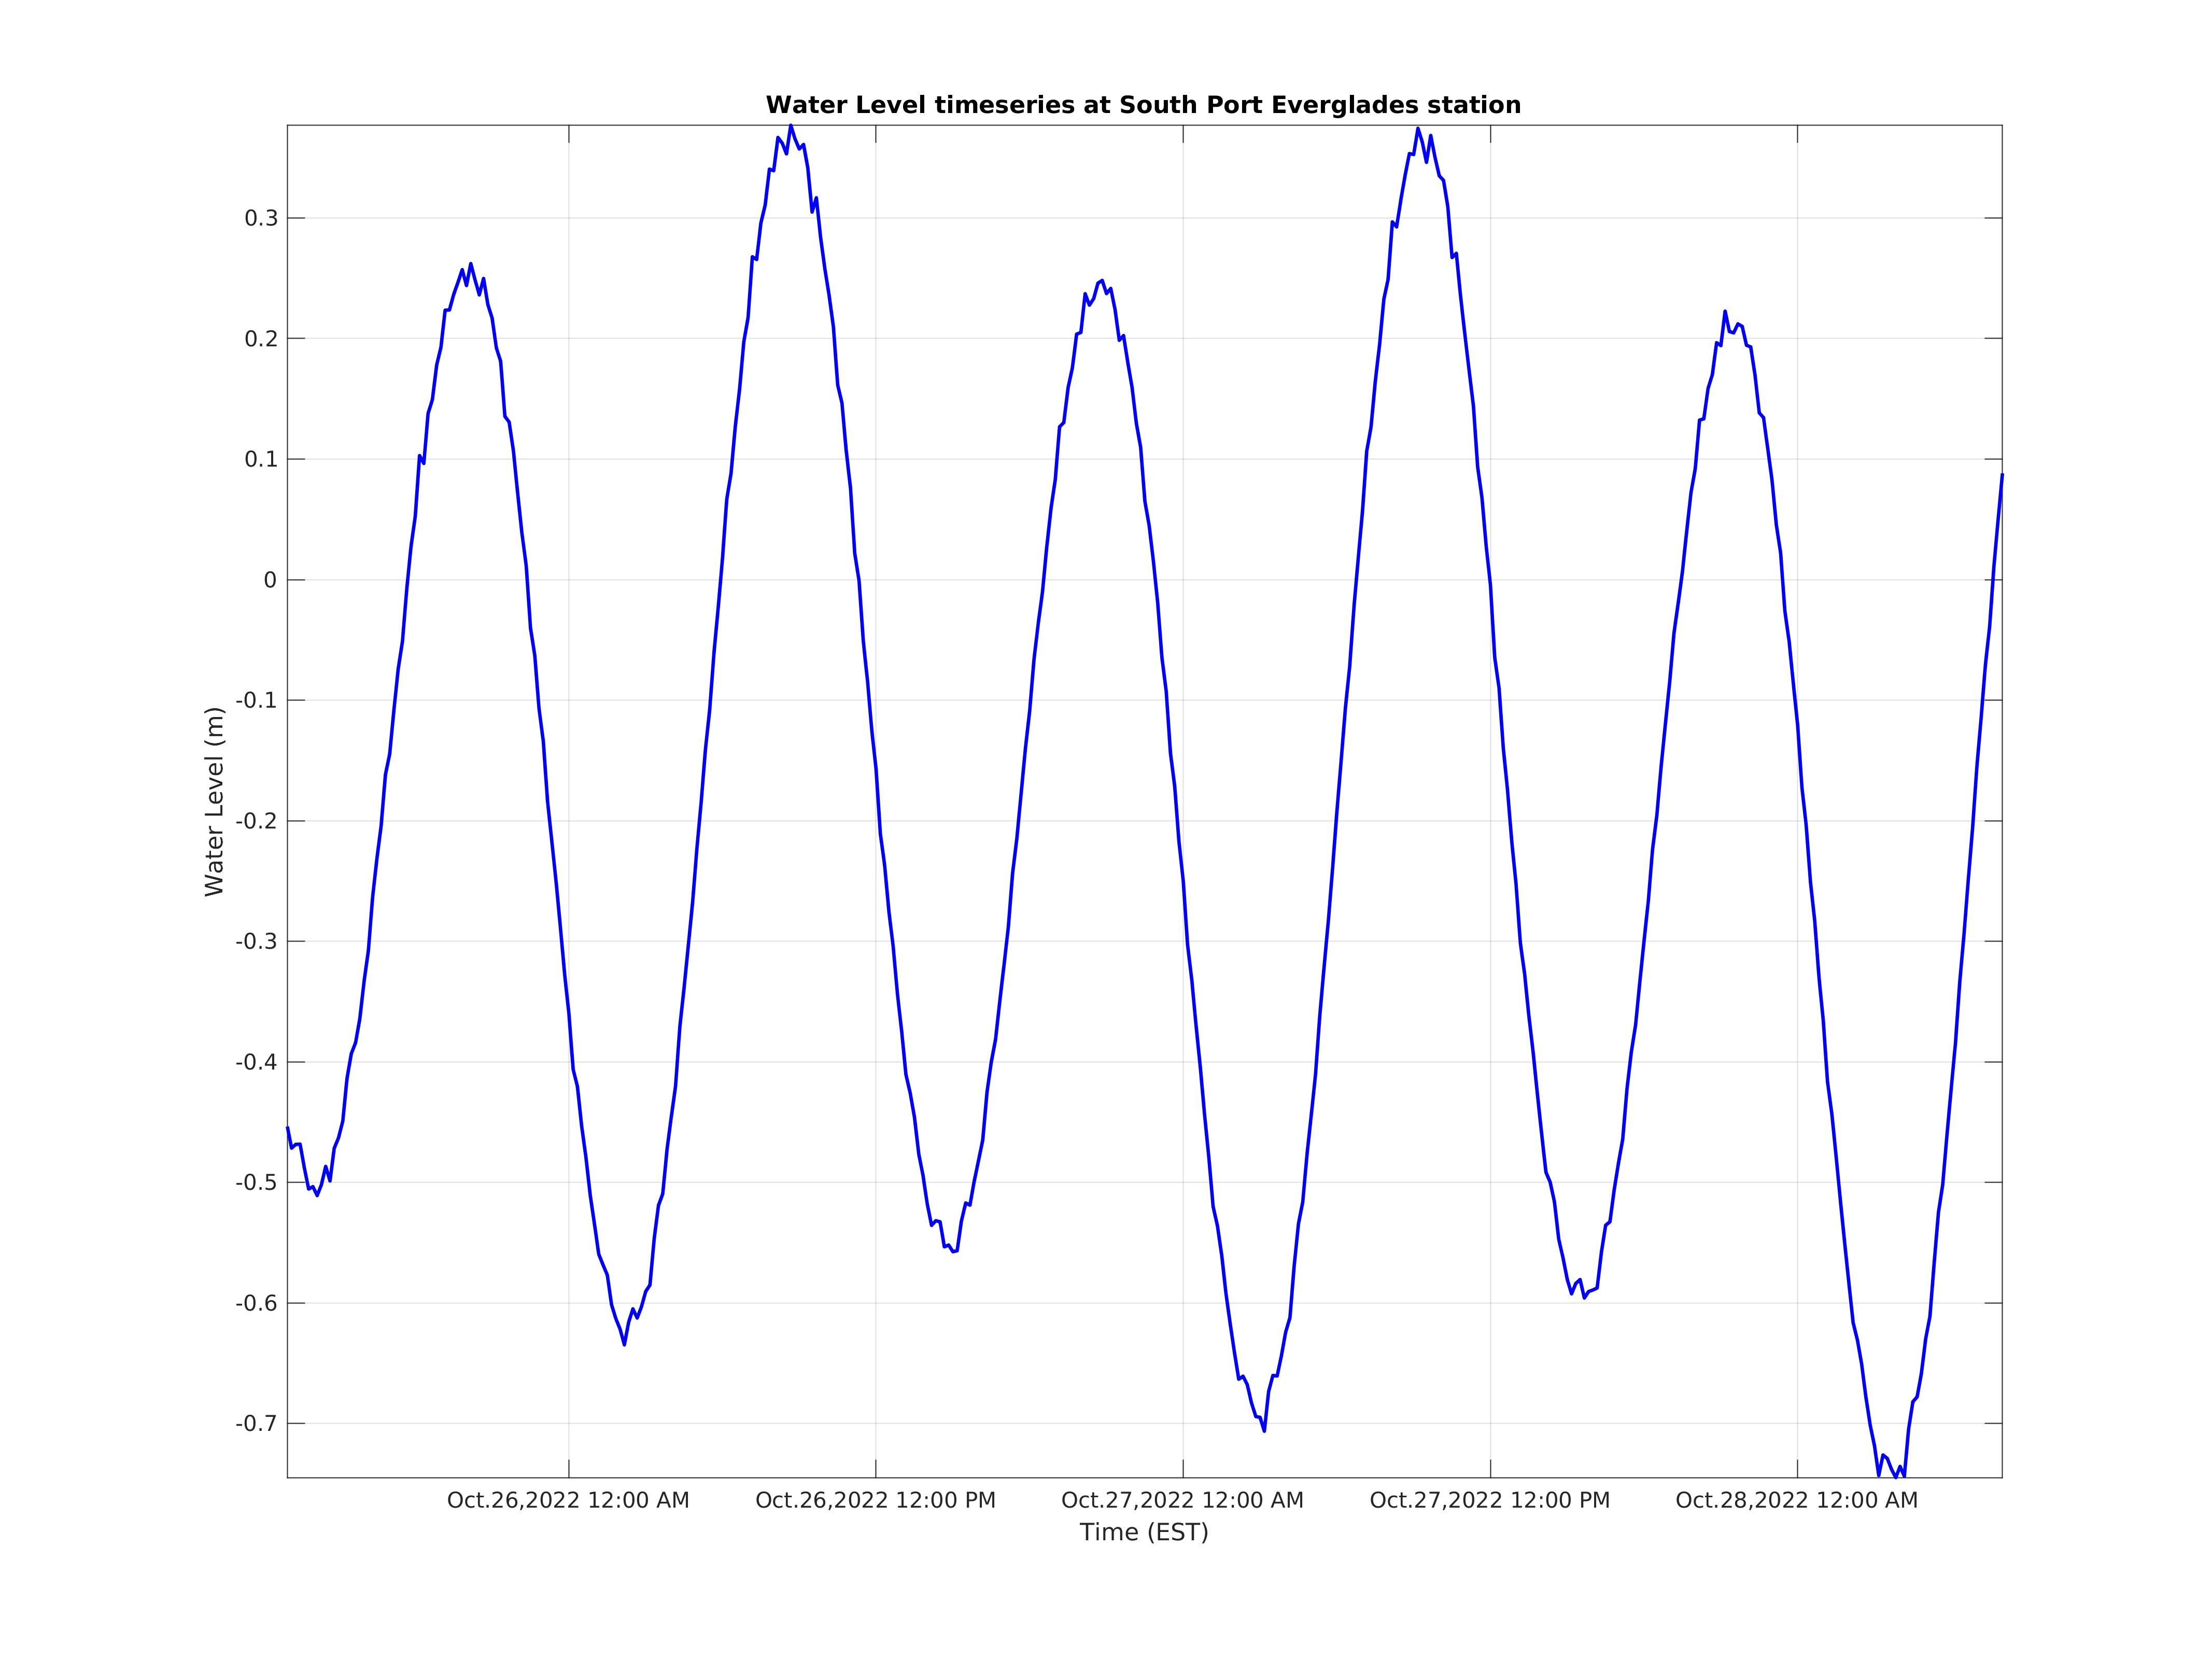 Water Level timeseries at South Port Everglades station
0.3
0.2
0.1
0
-0.1
-0.2
-0.3
-0.4
-0.5
-0.6
-0.7
Water Level (m)
Oct.26,2022 12:00 AM
Oct.26,2022 12:00 PM
Oct.27,2022 12:00 AM
Oct.27,2022 12:00 PM
Oct.28,2022 12:00 AM
Time (EST)